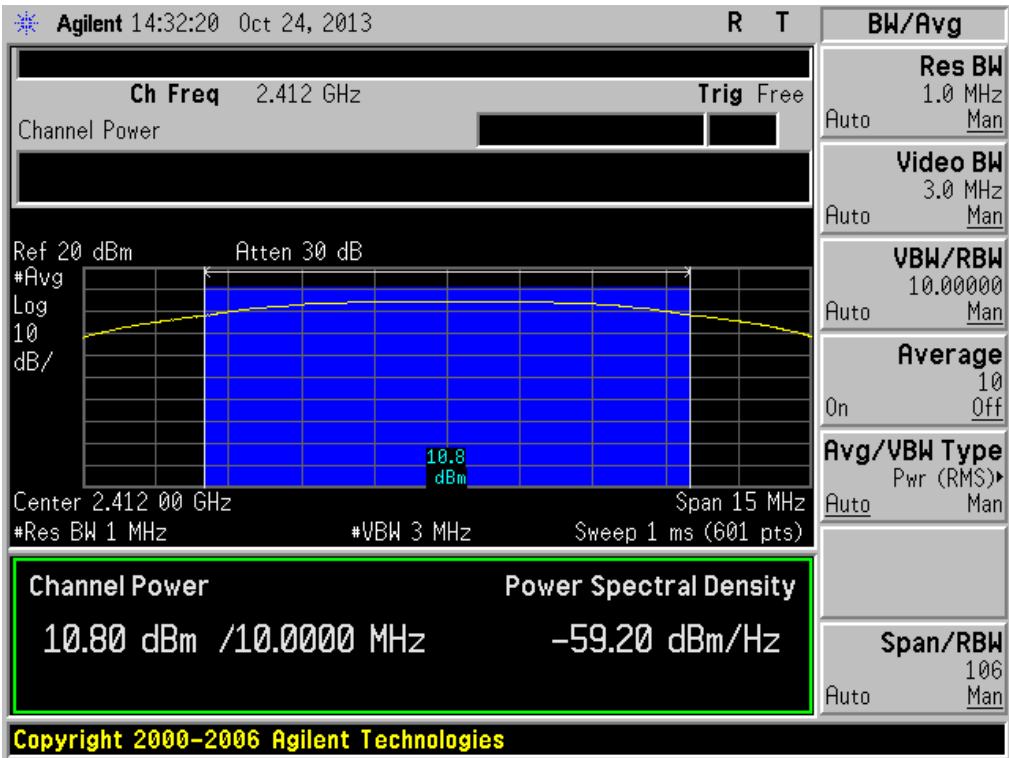 Agilent 14:32:20 Oct 24, 2013 R T
BW/Avg
Ch Freq 2.412 GHz Trig Free
Channel Power
Ref 20 dBm Atten 30 dB
#Avg
Log
10
dB/
10.8
dBm
Center 2.412 00 GHz Span 15 MHz
#Res BW 1 MHz #VBW 3 MHz Sweep 1 ms (601 pts)
Channel Power Power Spectral Density
10.80 dBm /10.0000 MHz -59.20 dBm/Hz
Res BW
1.0 MHz
Auto Man
Video BW
3.0 MHz
Auto Man
VBW/RBW
10.00000
Auto Man
Average
10
On Off
Avg/VBW Type
Pwr (RMS)▸
Auto Man
Span/RBW
106
Auto Man
Copyright 2000-2006 Agilent Technologies